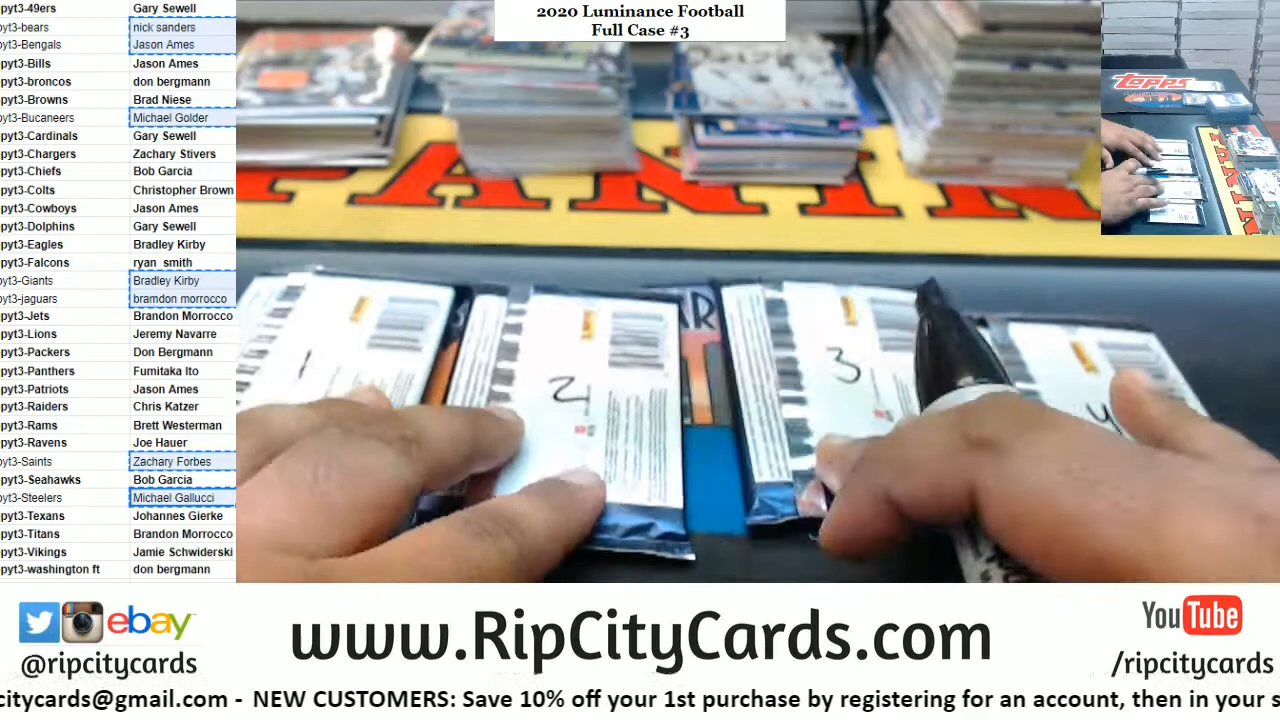 pyt3-49ers Gary Sewell
pyt3-bears nick sanders
pyt3-Bengals Jason Ames
pyt3-Bills Jason Ames
pyt3-broncos don bergmann
pyt3-Browns Brad Niese
pyt3-Bucaneers Michael Golder
pyt3-Cardinals Gary Sewell
pyt3-Chargers Zachary Stivers
pyt3-Chiefs Bob Garcia
pyt3-Colts Christopher Brown
pyt3-Cowboys Jason Ames
pyt3-Dolphins Gary Sewell
pyt3-Eagles Bradley Kirby
pyt3-Falcons ryan smith
pyt3-Giants Bradley Kirby
pyt3-jaguars bramdon morrocco
pyt3-Jets Brandon Morrocco
pyt3-Lions Jeremy Navarre
pyt3-Packers Don Bergmann
pyt3-Panthers Fumitaka Ito
pyt3-Patriots Jason Ames
pyt3-Raiders Chris Katzer
pyt3-Rams Brett Westerman
pyt3-Ravens Joe Hauer
pyt3-Saints Zachary Forbes
pyt3-Seahawks Bob Garcia
pyt3-Steelers Michael Gallucci
pyt3-Texans Johannes Gierke
pyt3-Titans Brandon Morrocco
pyt3-Vikings Jamie Schwiderski
pyt3-washington ft don bergmann
2020 Luminance Football
Full Case #3
Topps
PANINI
1
2
3
4
ebay
@ripcitycards
www.RipCityCards.com
YouTube
/ripcitycards
citycards@gmail.com - NEW CUSTOMERS: Save 10% off your 1st purchase by registering for an account, then in your s